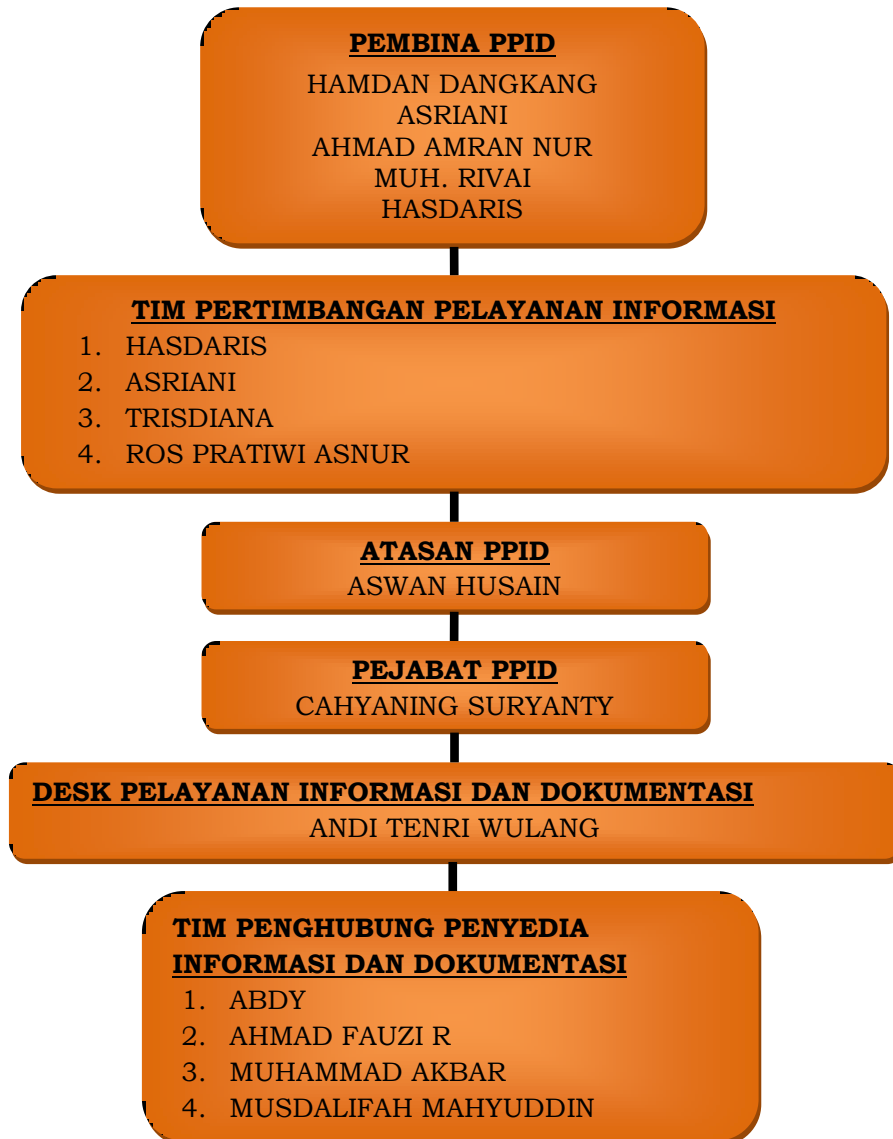 PEMBINA PPID
HAMDAN DANGKANG
ASRIANI
AHMAD AMRAN NUR
MUH. RIVAI
HASDARIS
TIM PERTIMBANGAN PELAYANAN INFORMASI
1. HASDARIS
2. ASRIANI
3. TRISDIANA
4. ROS PRATIWI ASNUR
ATASAN PPID
ASWAN HUSAIN
PEJABAT PPID
CAHYANING SURYANTY
DESK PELAYANAN INFORMASI DAN DOKUMENTASI
ANDI TENRI WULANG
TIM PENGHUBUNG PENYEDIA
INFORMASI DAN DOKUMENTASI
1. ABDY
2. AHMAD FAUZI R
3. MUHAMMAD AKBAR
4. MUSDALIFAH MAHYUDDIN